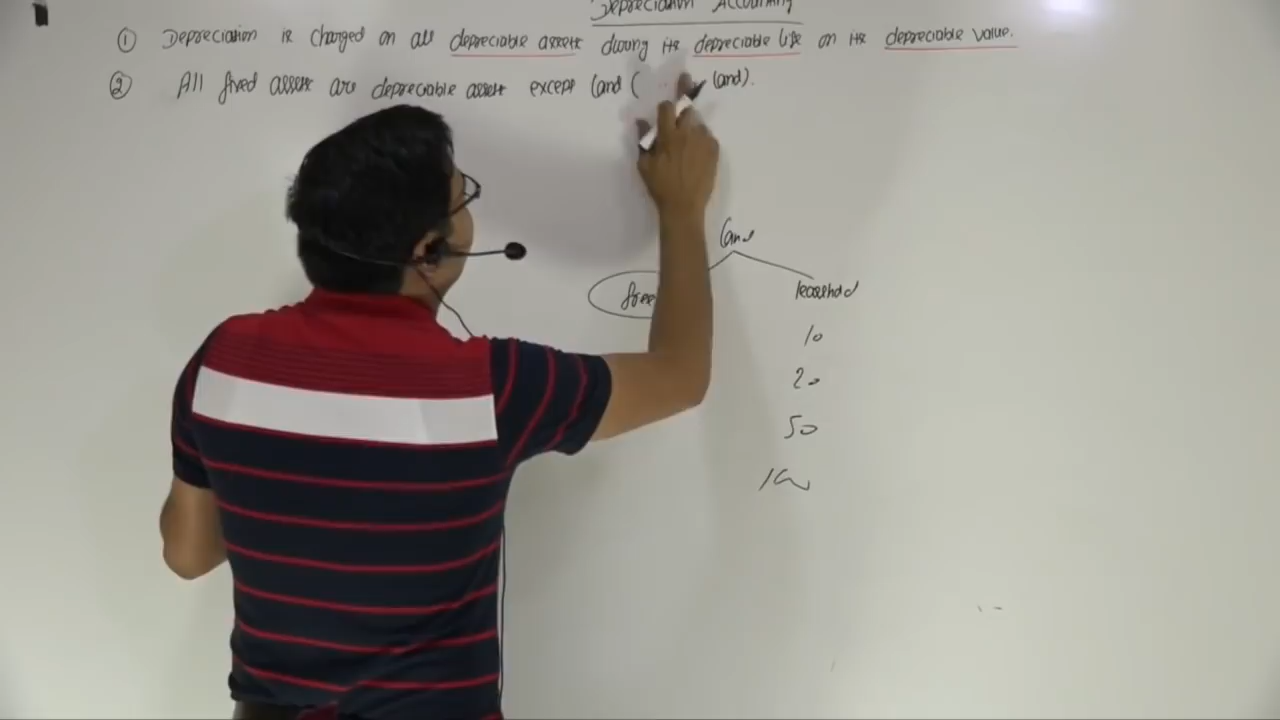 Depreciation Accounting
① Depreciation is charged on all depreciable assets during its depreciable life on its depreciable value.
② All fixed assets are depreciable assets except land ( land).
land
free
leasehold
10
20
50
100